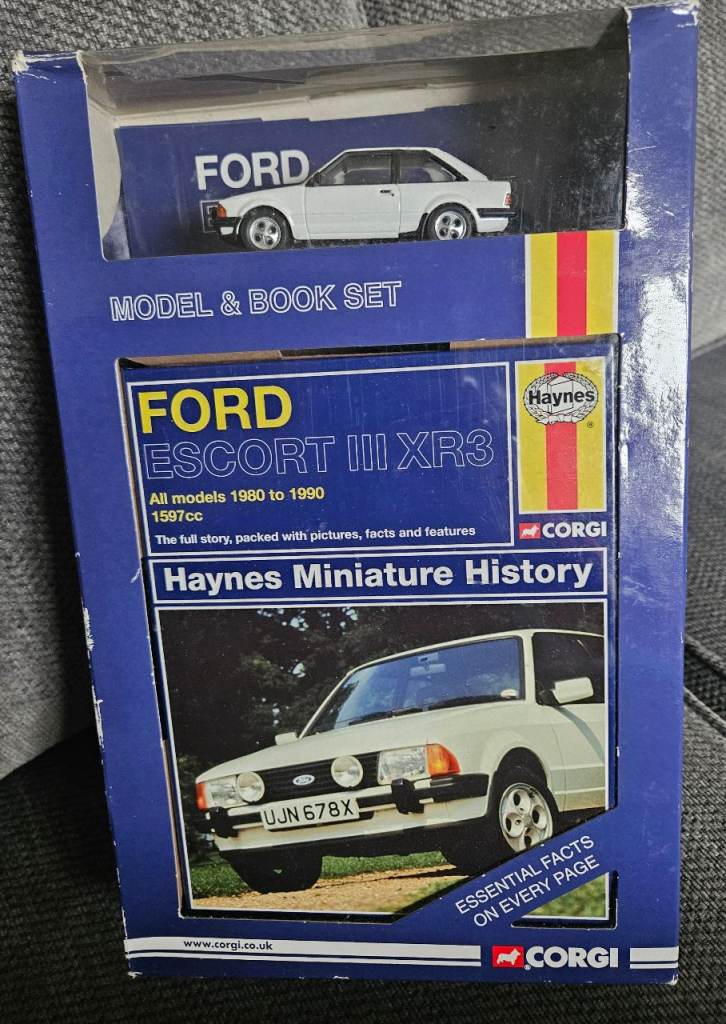 FORD
MODEL & BOOK SET
FORD
ESCORT III XR3
All models 1980 to 1990
1597cc
The full story, packed with pictures, facts and features
Haynes
®
CORGI
Haynes Miniature History
Ford
UJN 678X
ESSENTIAL FACTS
ON EVERY PAGE
www.corgi.co.uk
CORGI